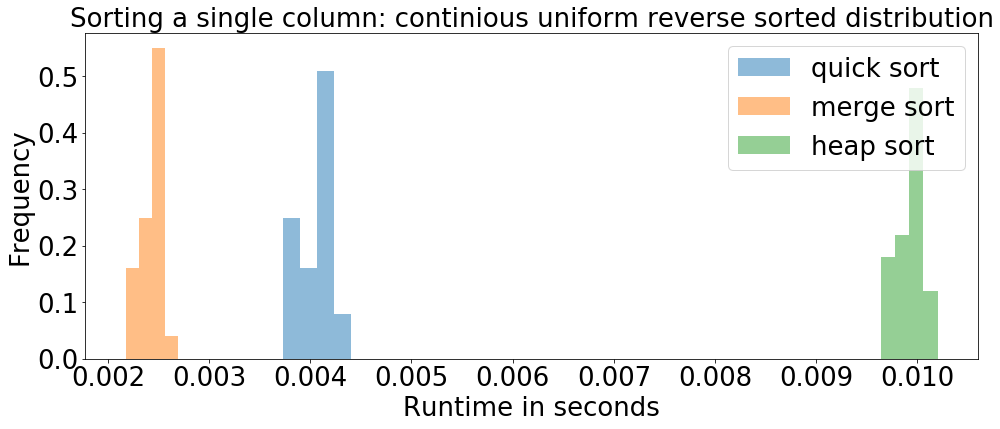 Sorting a single column: continious uniform reverse sorted distribution
quick sort
merge sort
heap sort
Frequency
0.5
0.4
0.3
0.2
0.1
0.0
0.002 0.003 0.004 0.005 0.006 0.007 0.008 0.009 0.010
Runtime in seconds